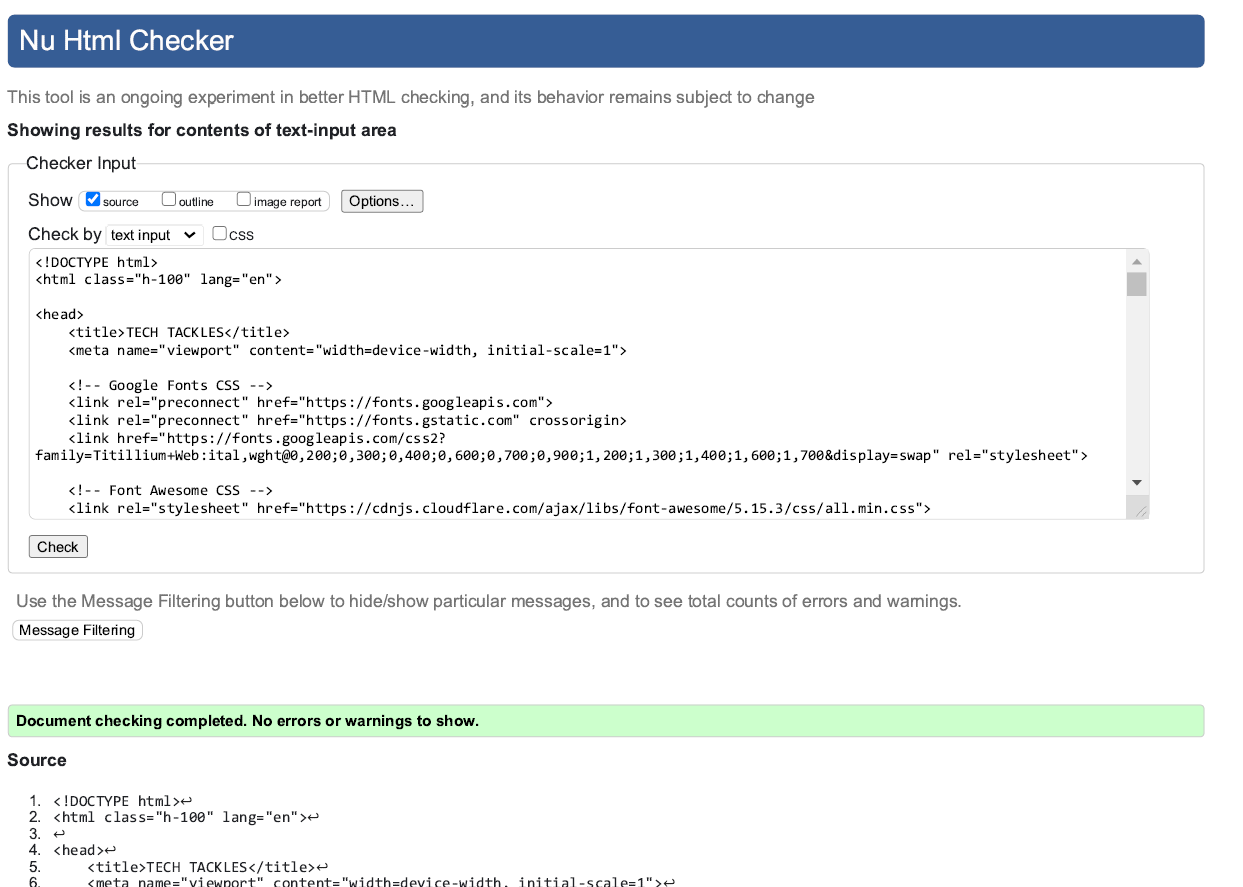 Nu Html Checker
This tool is an ongoing experiment in better HTML checking, and its behavior remains subject to change
Showing results for contents of text-input area
Checker Input
Show source outline image report Options...
Check by text input CSS
<!DOCTYPE html>
<html class="h-100" lang="en">
<head>
<title>TECH TACKLES</title>
<meta name="viewport" content="width=device-width, initial-scale=1">
<!-- Google Fonts CSS -->
<link rel="preconnect" href="https://fonts.googleapis.com">
<link rel="preconnect" href="https://fonts.gstatic.com" crossorigin>
<link href="https://fonts.googleapis.com/css2?
family=Titillium+Web:ital,wght@0,200;0,300;0,400;0,600;0,700;0,900;1,200;1,300;1,400;1,600;1,700&display=swap" rel="stylesheet">
<!-- Font Awesome CSS -->
<link rel="stylesheet" href="https://cdnjs.cloudflare.com/ajax/libs/font-awesome/5.15.3/css/all.min.css">
Check
Use the Message Filtering button below to hide/show particular messages, and to see total counts of errors and warnings.
Message Filtering
Document checking completed. No errors or warnings to show.
Source
1. <!DOCTYPE html>↩
2. <html class="h-100" lang="en">↩
3. ↩
4. <head>↩
5. <title>TECH TACKLES</title>↩
6. <meta name="viewport" content="width=device-width, initial-scale=1">↩